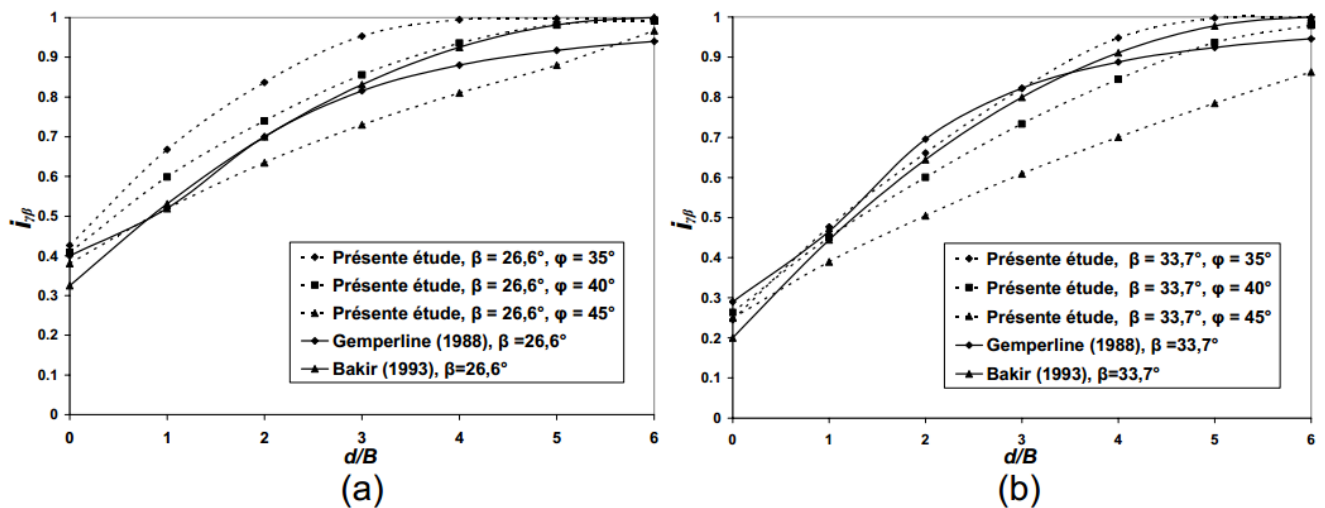 1
0.9
0.8
0.7
0.6
0.5
0.4
0.3
0.2
0.1
0
iγβ
0 1 2 3 4 5 6
d/B
Présente étude, β = 26,6°, φ = 35°
Présente étude, β = 26,6°, φ = 40°
Présente étude, β = 26,6°, φ = 45°
Gemperline (1988), β =26,6°
Bakir (1993), β=26,6°
(a)
1
0.9
0.8
0.7
0.6
0.5
0.4
0.3
0.2
0.1
0
iγβ
0 1 2 3 4 5 6
d/B
Présente étude, β = 33,7°, φ = 35°
Présente étude, β = 33,7°, φ = 40°
Présente étude, β = 33,7°, φ = 45°
Gemperline (1988), β =33,7°
Bakir (1993), β=33,7°
(b)